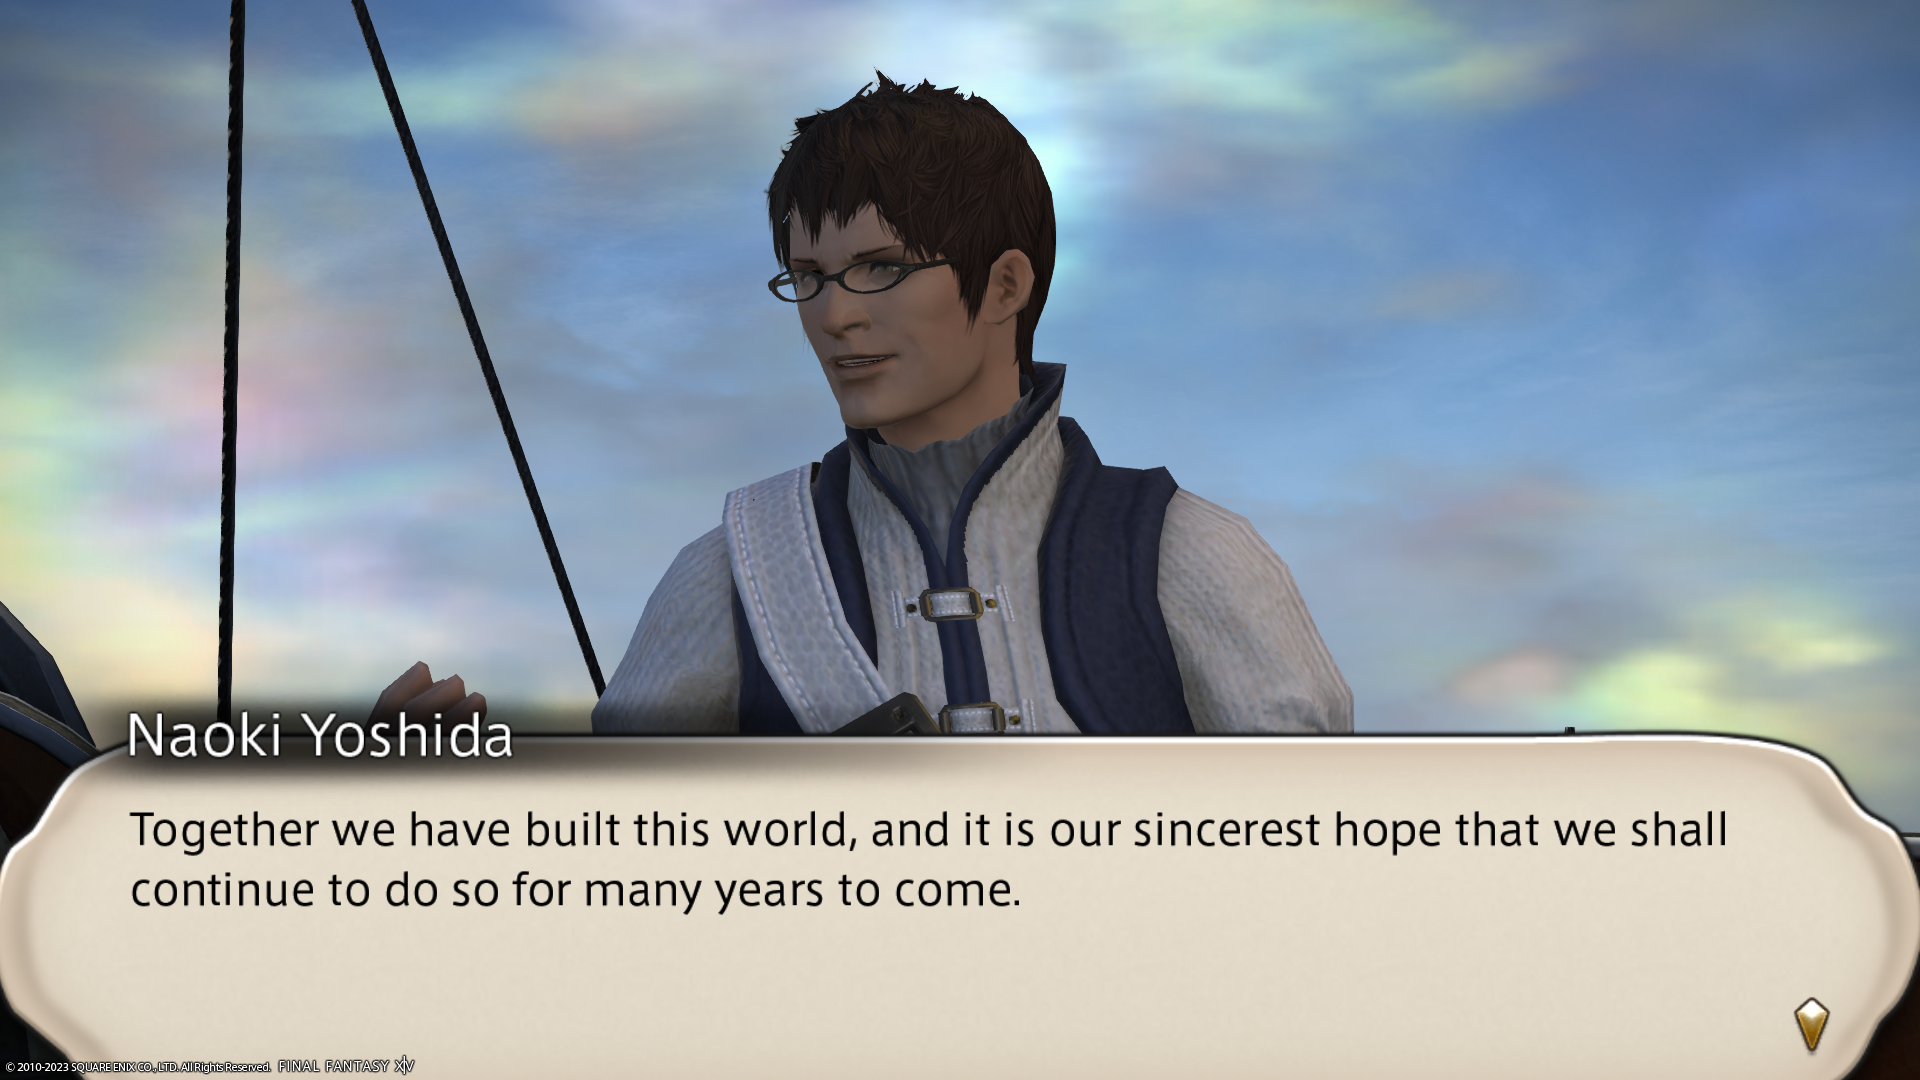 Naoki Yoshida
Together we have built this world, and it is our sincerest hope that we shall
continue to do so for many years to come.
© 2010-2023 SQUARE ENIX CO., LTD. All Rights Reserved. FINAL FANTASY XIV